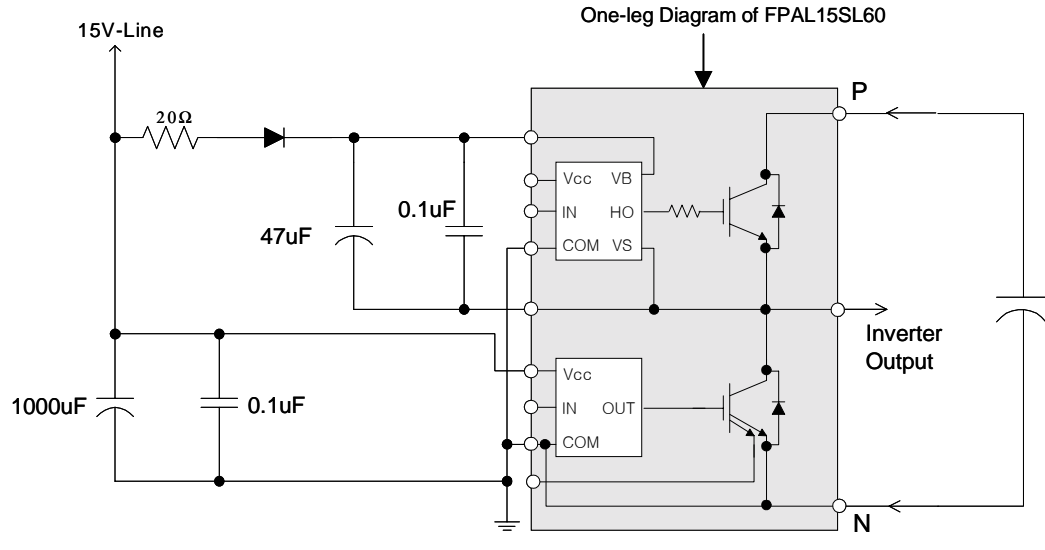 One-leg Diagram of FPAL15SL60
15V-Line
P
20Ω
Vcc VB
IN HO
COM VS
47uF
0.1uF
Inverter
Output
Vcc
IN OUT
COM
1000uF
0.1uF
N